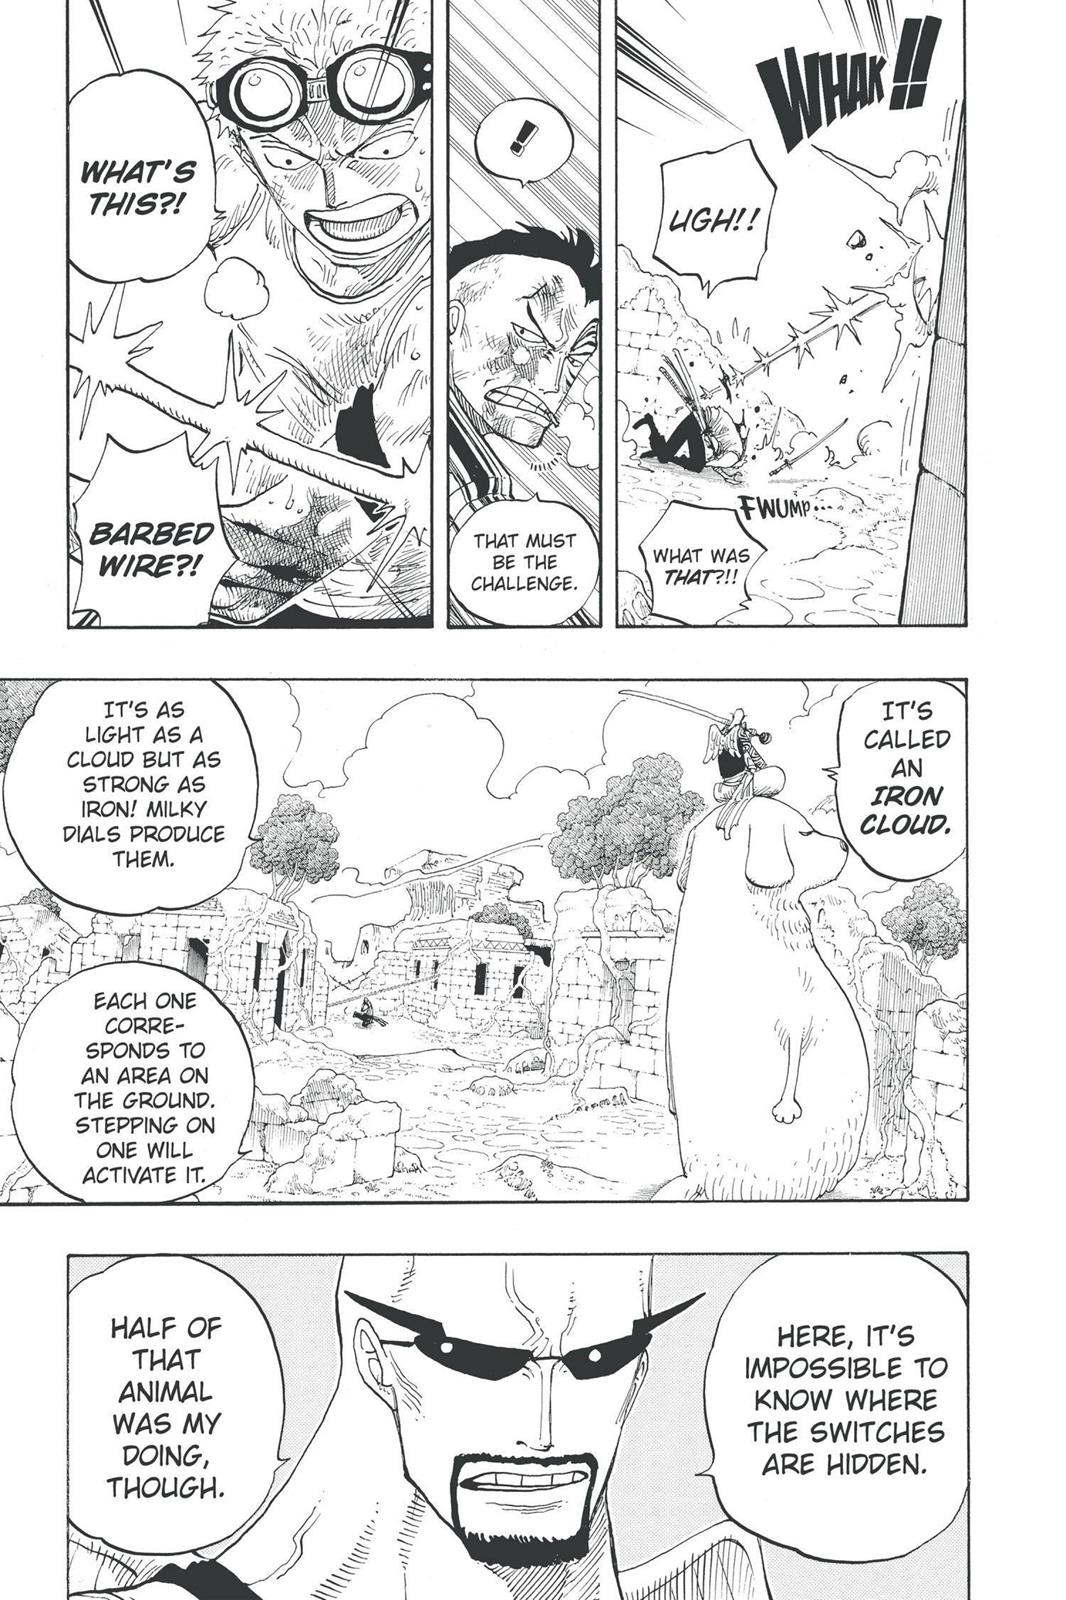 WHAK!!
UGH!!
FWUMP...
WHAT WAS
THAT?!!
!
THAT MUST
BE THE
CHALLENGE.
WHAT'S
THIS?!
BARBED
WIRE?!
IT'S
CALLED
AN
IRON
CLOUD.
IT'S AS
LIGHT AS A
CLOUD BUT AS
STRONG AS
IRON! MILKY
DIALS PRODUCE
THEM.
EACH ONE
CORRE-
SPONDS TO
AN AREA ON
THE GROUND.
STEPPING ON
ONE WILL
ACTIVATE IT.
HERE, IT'S
IMPOSSIBLE TO
KNOW WHERE
THE SWITCHES
ARE HIDDEN.
HALF OF
THAT
ANIMAL
WAS MY
DOING,
THOUGH.